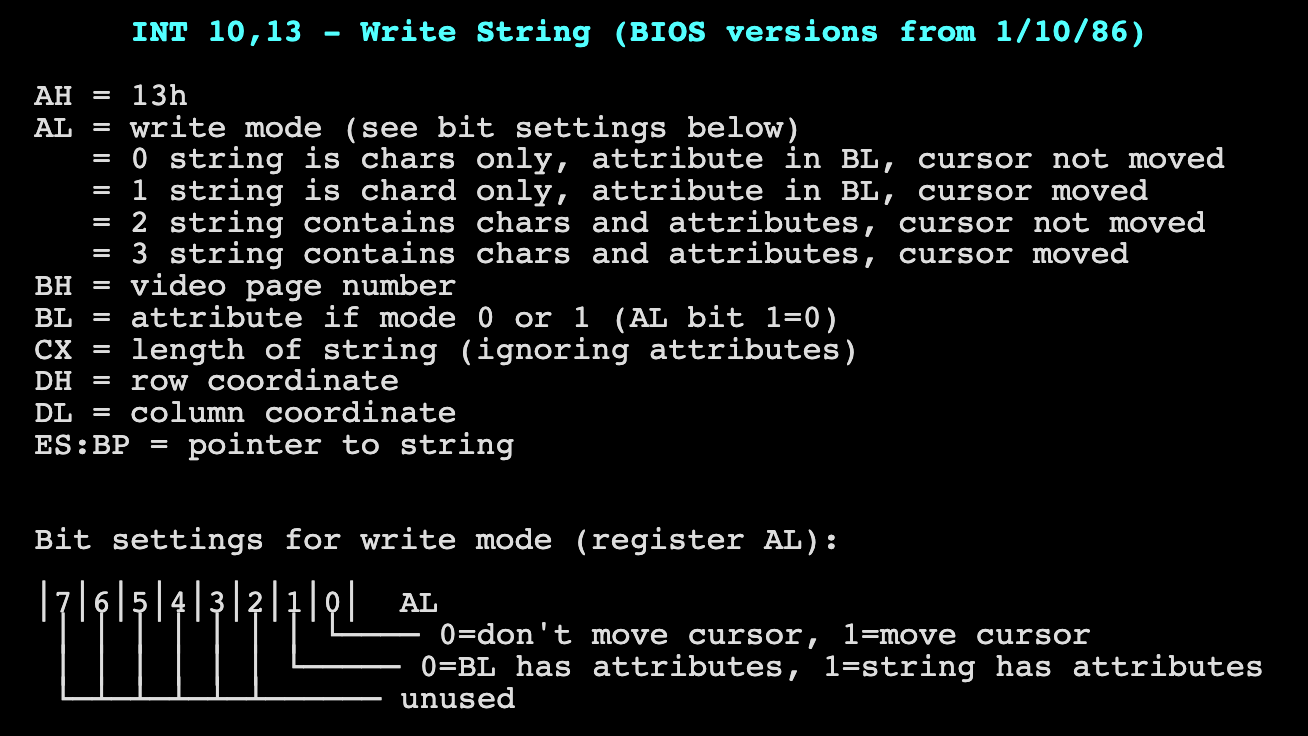 INT 10,13 - Write String (BIOS versions from 1/10/86)
AH = 13h
AL = write mode (see bit settings below)
= 0 string is chars only, attribute in BL, cursor not moved
= 1 string is chard only, attribute in BL, cursor moved
= 2 string contains chars and attributes, cursor not moved
= 3 string contains chars and attributes, cursor moved
BH = video page number
BL = attribute if mode 0 or 1 (AL bit 1=0)
CX = length of string (ignoring attributes)
DH = row coordinate
DL = column coordinate
ES:BP = pointer to string
Bit settings for write mode (register AL):
|7|6|5|4|3|2|1|0| AL
0=don't move cursor, 1=move cursor
0=BL has attributes, 1=string has attributes
unused